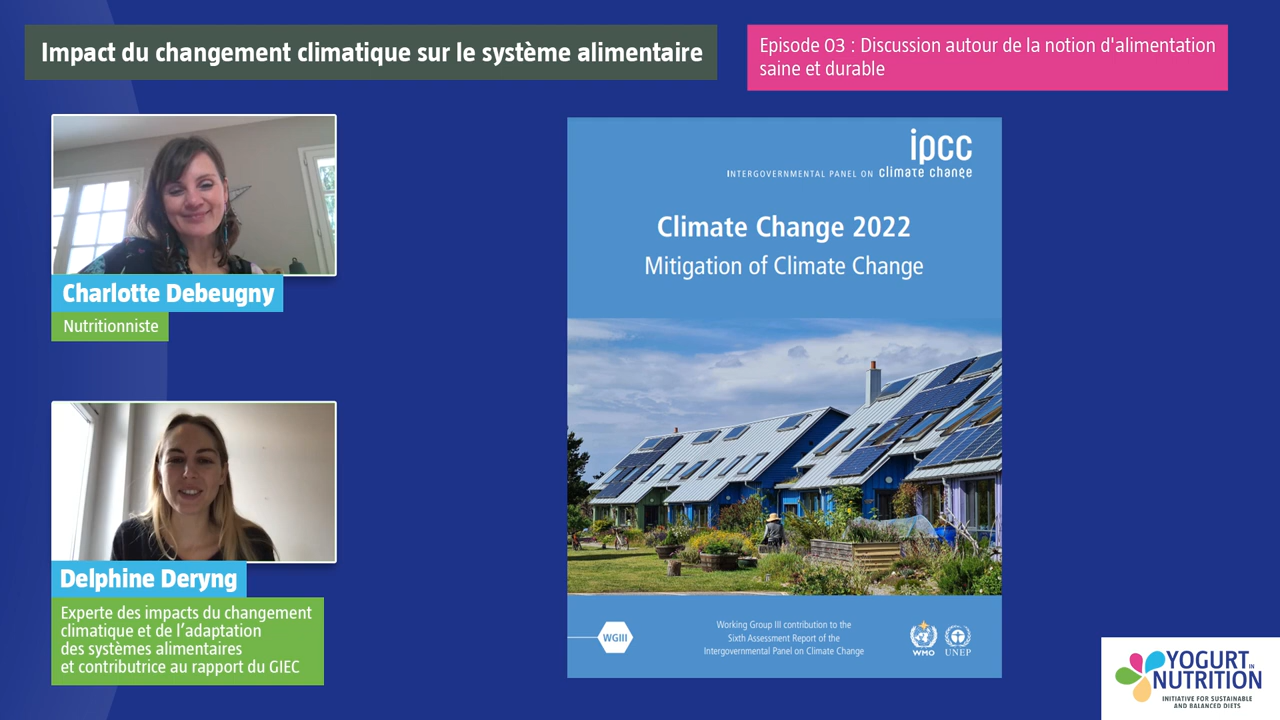 Impact du changement climatique sur le système alimentaire
Episode 03 : Discussion autour de la notion d'alimentation
saine et durable
Charlotte Debeugny
Nutritionniste
Delphine Deryng
Experte des impacts du changement
climatique et de l'adaptation
des systèmes alimentaires
et contributrice au rapport du GIEC
ipcc
INTERGOVERNMENTAL PANEL ON climate change
Climate Change 2022
Mitigation of Climate Change
WGIII
Working Group III contribution to the
Sixth Assessment Report of the
Intergovernmental Panel on Climate Change
WMO
UNEP
YOGURT IN
NUTRITION
INITIATIVE FOR SUSTAINABLE
AND BALANCED DIETS